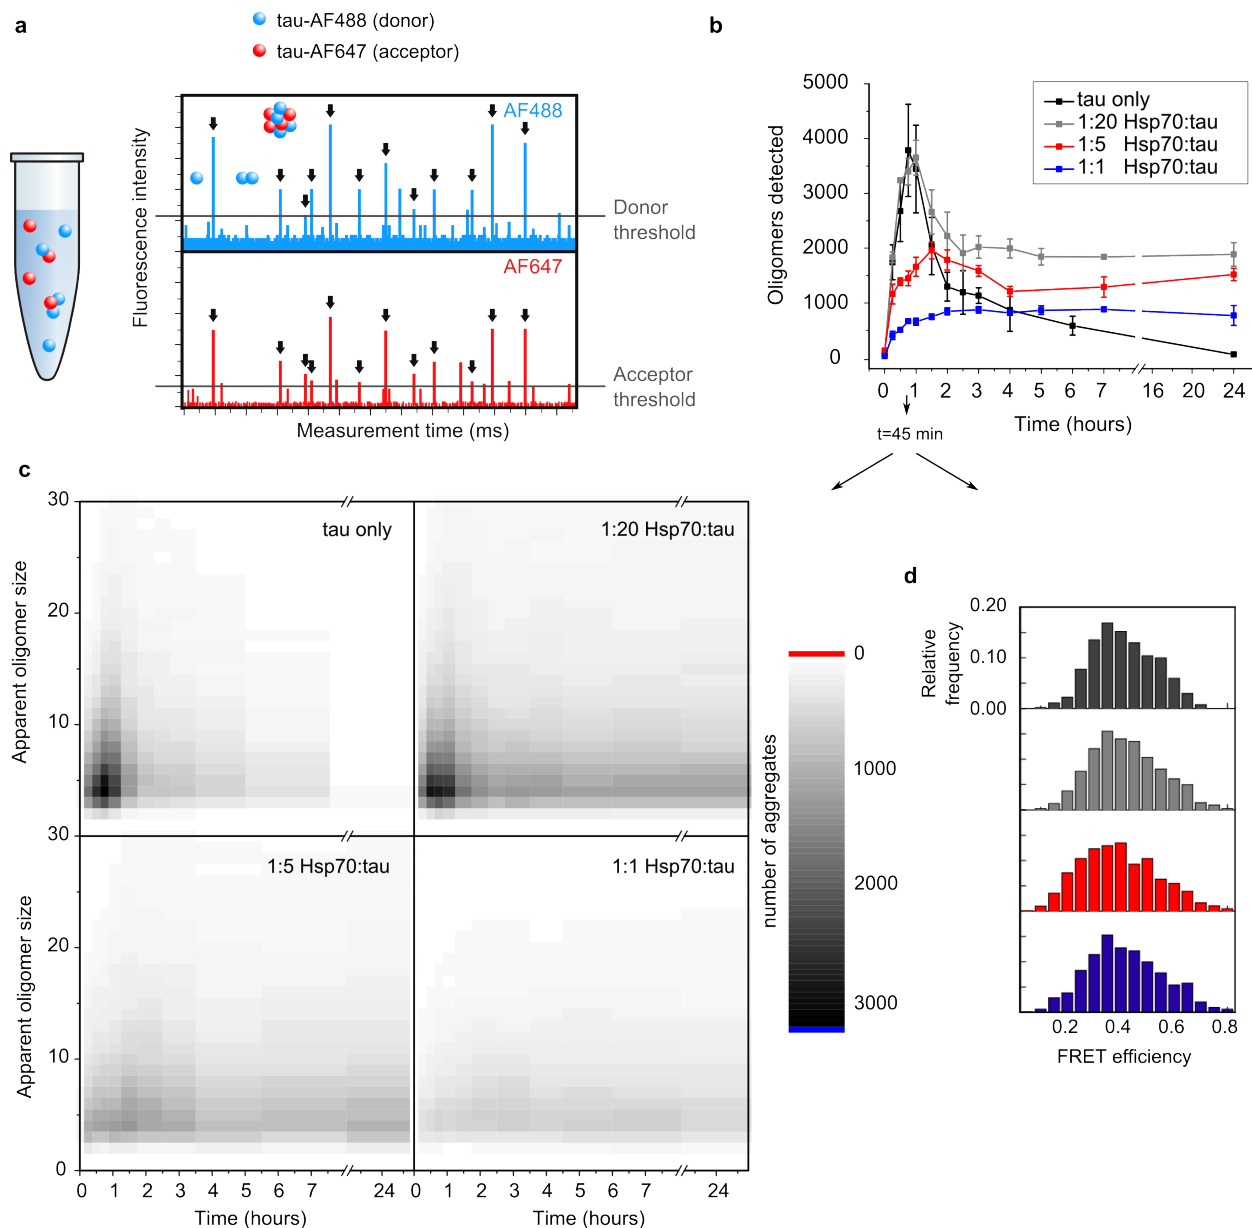 a
tau-AF488 (donor)
tau-AF647 (acceptor)
Fluorescence intensity
AF488
Donor
threshold
AF647
Acceptor
threshold
Measurement time (ms)
b
Oligomers detected
5000
4000
3000
2000
1000
0
tau only
1:20 Hsp70:tau
1:5 Hsp70:tau
1:1 Hsp70:tau
0 1 2 3 4 5 6 7 16 20 24
Time (hours)
t=45 min
c
Apparent oligomer size
30
20
10
0
tau only
1:20 Hsp70:tau
Apparent oligomer size
30
20
10
0
1:5 Hsp70:tau
1:1 Hsp70:tau
0 1 2 3 4 5 6 7 24
Time (hours)
0 1 2 3 4 5 6 7 24
Time (hours)
number of aggregates
0
1000
2000
3000
d
Relative
frequency
0.20
0.10
0.00
0.2 0.4 0.6 0.8
FRET efficiency